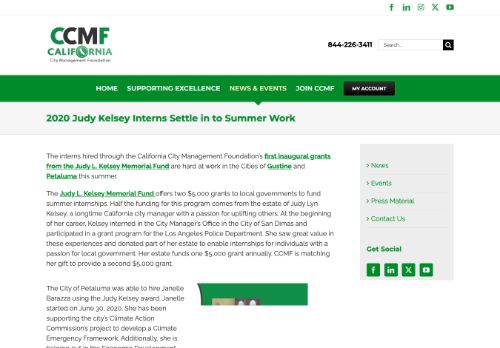 CCMF
CALIFORNIA
City Management Foundation
844-226-3411
Search...
HOME SUPPORTING EXCELLENCE NEWS & EVENTS JOIN CCMF MY ACCOUNT
2020 Judy Kelsey Interns Settle in to Summer Work
The interns hired through the California City Management Foundation's first inaugural grants
from the Judy L. Kelsey Memorial Fund are hard at work in the Cities of Gustine and
Petaluma this summer.
The Judy L. Kelsey Memorial Fund offers two $5,000 grants to local governments to fund
summer internships. Half the funding for this program comes from the estate of Judy Lyn
Kelsey, a longtime California city manager with a passion for uplifting others. At the beginning
of her career, Kelsey interned in the City Manager's Office in the City of San Dimas and
participated in a grant program for the Los Angeles Police Department. She saw great value in
these experiences and donated part of her estate to enable internships for individuals with a
passion for local government. Her estate funds one $5,000 grant annually. CCMF is matching
her gift to provide a second $5,000 grant.
The City of Petaluma was able to hire Janelle
Barazza using the Judy Kelsey award. Janelle
started on June 30, 2020. She has been
supporting the city's Climate Action
Commission's project to develop a Climate
Emergency Framework. Additionally, she is
News
Events
Press Material
Contact Us
Get Social